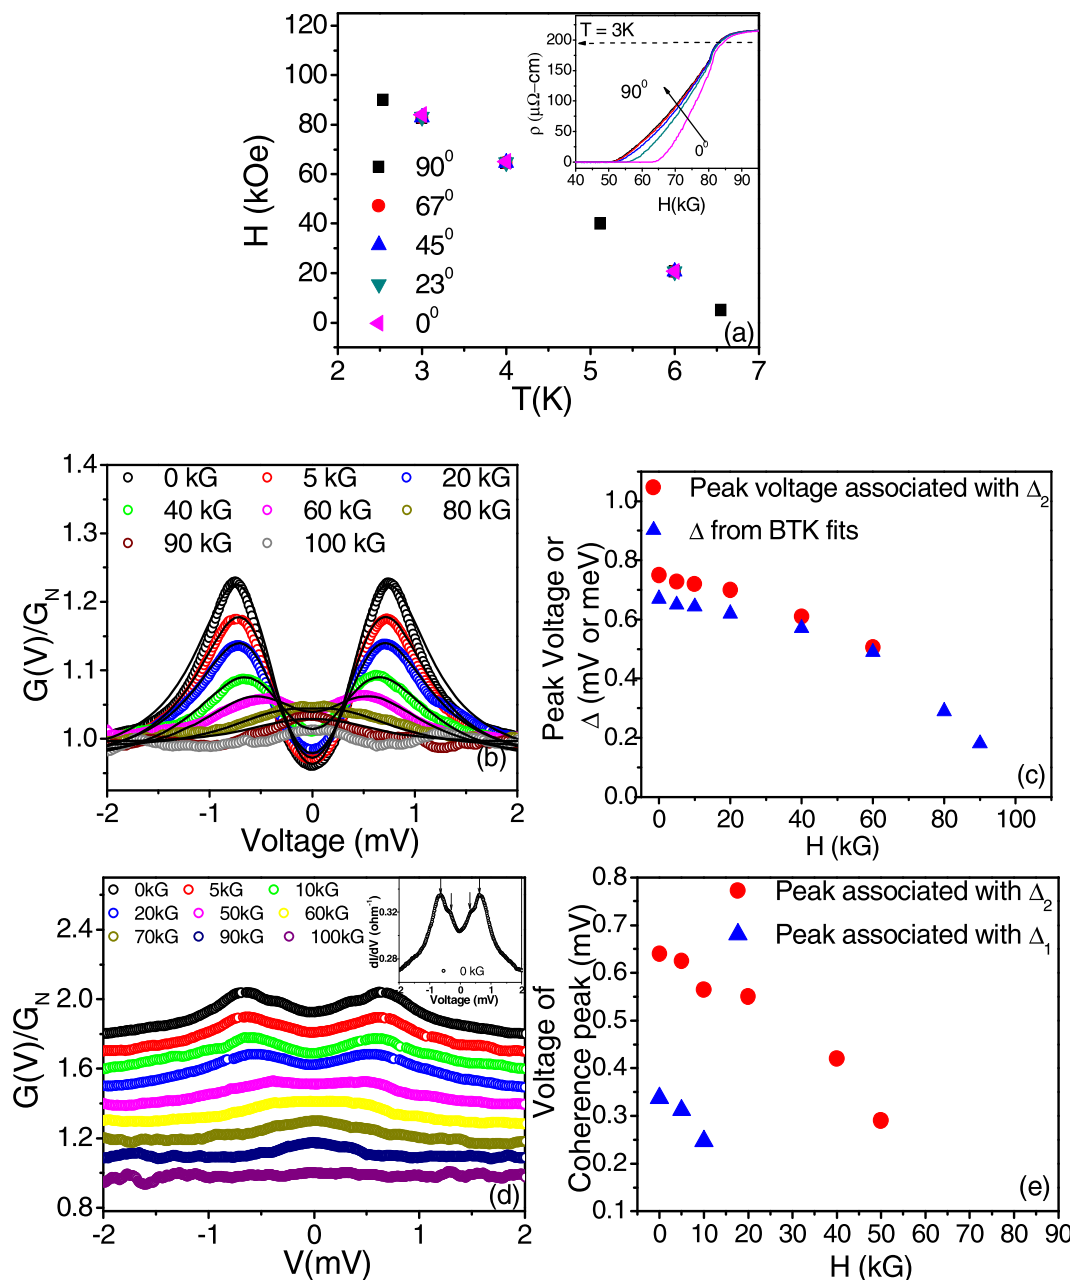 120
100
80
60
40
20
0
H (kOe)
90⁰
67⁰
45⁰
23⁰
0⁰
2 3 4 5 6 7
T(K)
(a)
T = 3K
200
150
100
50
0
ρ (μΩ−cm)
90⁰
0⁰
40 50 60 70 80 90
H(kG)
1.4
1.3
1.2
1.1
1.0
G(V)/G_N
0 kG 5 kG 20 kG
40 kG 60 kG 80 kG
90 kG 100 kG
(b)
-2 -1 0 1 2
Voltage (mV)
1.0
0.8
0.6
0.4
0.2
0.0
Peak Voltage or
Δ (mV or meV)
Peak voltage associated with Δ₂
Δ from BTK fits
(c)
0 20 40 60 80 100
H (kG)
2.4
2.0
1.6
1.2
0.8
G(V)/G_N
0kG 5kG 10kG
20kG 50kG 60kG
70kG 90kG 100kG
dI/dV (ohm⁻¹)
0.32
0.28
0 kG
-2 -1 0 1 2
Voltage (mV)
(d)
-2 -1 0 1 2
V(mV)
0.8
0.7
0.6
0.5
0.4
0.3
0.2
0.1
Voltage of
Coherence peak (mV)
Peak associated with Δ₂
Peak associated with Δ₁
(e)
0 10 20 30 40 50 60 70 80 90
H (kG)